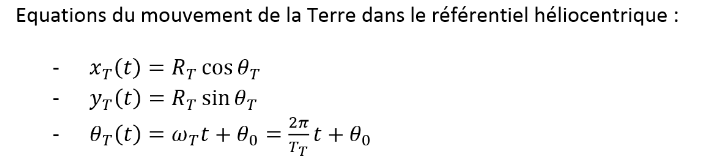 Equations du mouvement de la Terre dans le référentiel héliocentrique :
- 𝑥_𝑇(𝑡) = 𝑅_𝑇 cos 𝜃_𝑇
- 𝑦_𝑇(𝑡) = 𝑅_𝑇 sin 𝜃_𝑇
- 𝜃_𝑇(𝑡) = 𝜔_𝑇𝑡 + 𝜃_0 = 2𝜋/𝑇_𝑇 𝑡 + 𝜃_0